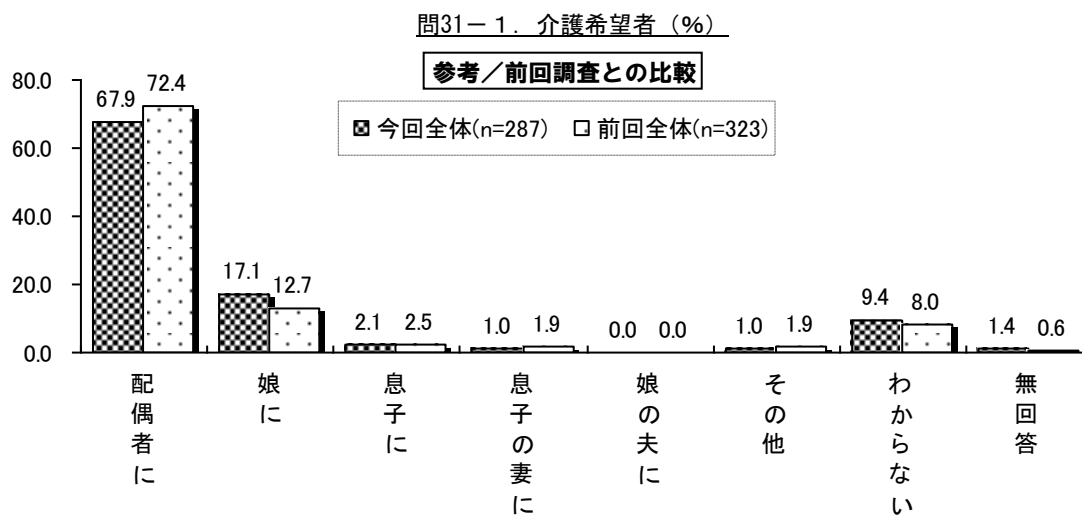 問31－１．介護希望者（%）
参考／前回調査との比較
今回全体(n=287) 前回全体(n=323)
80.0
60.0
40.0
20.0
0.0
67.9 72.4
17.1 12.7
2.1 2.5
1.0 1.9
0.0 0.0
1.0 1.9
9.4 8.0
1.4 0.6
配偶者に
娘に
息子に
息子の妻に
娘の夫に
その他
わからない
無回答